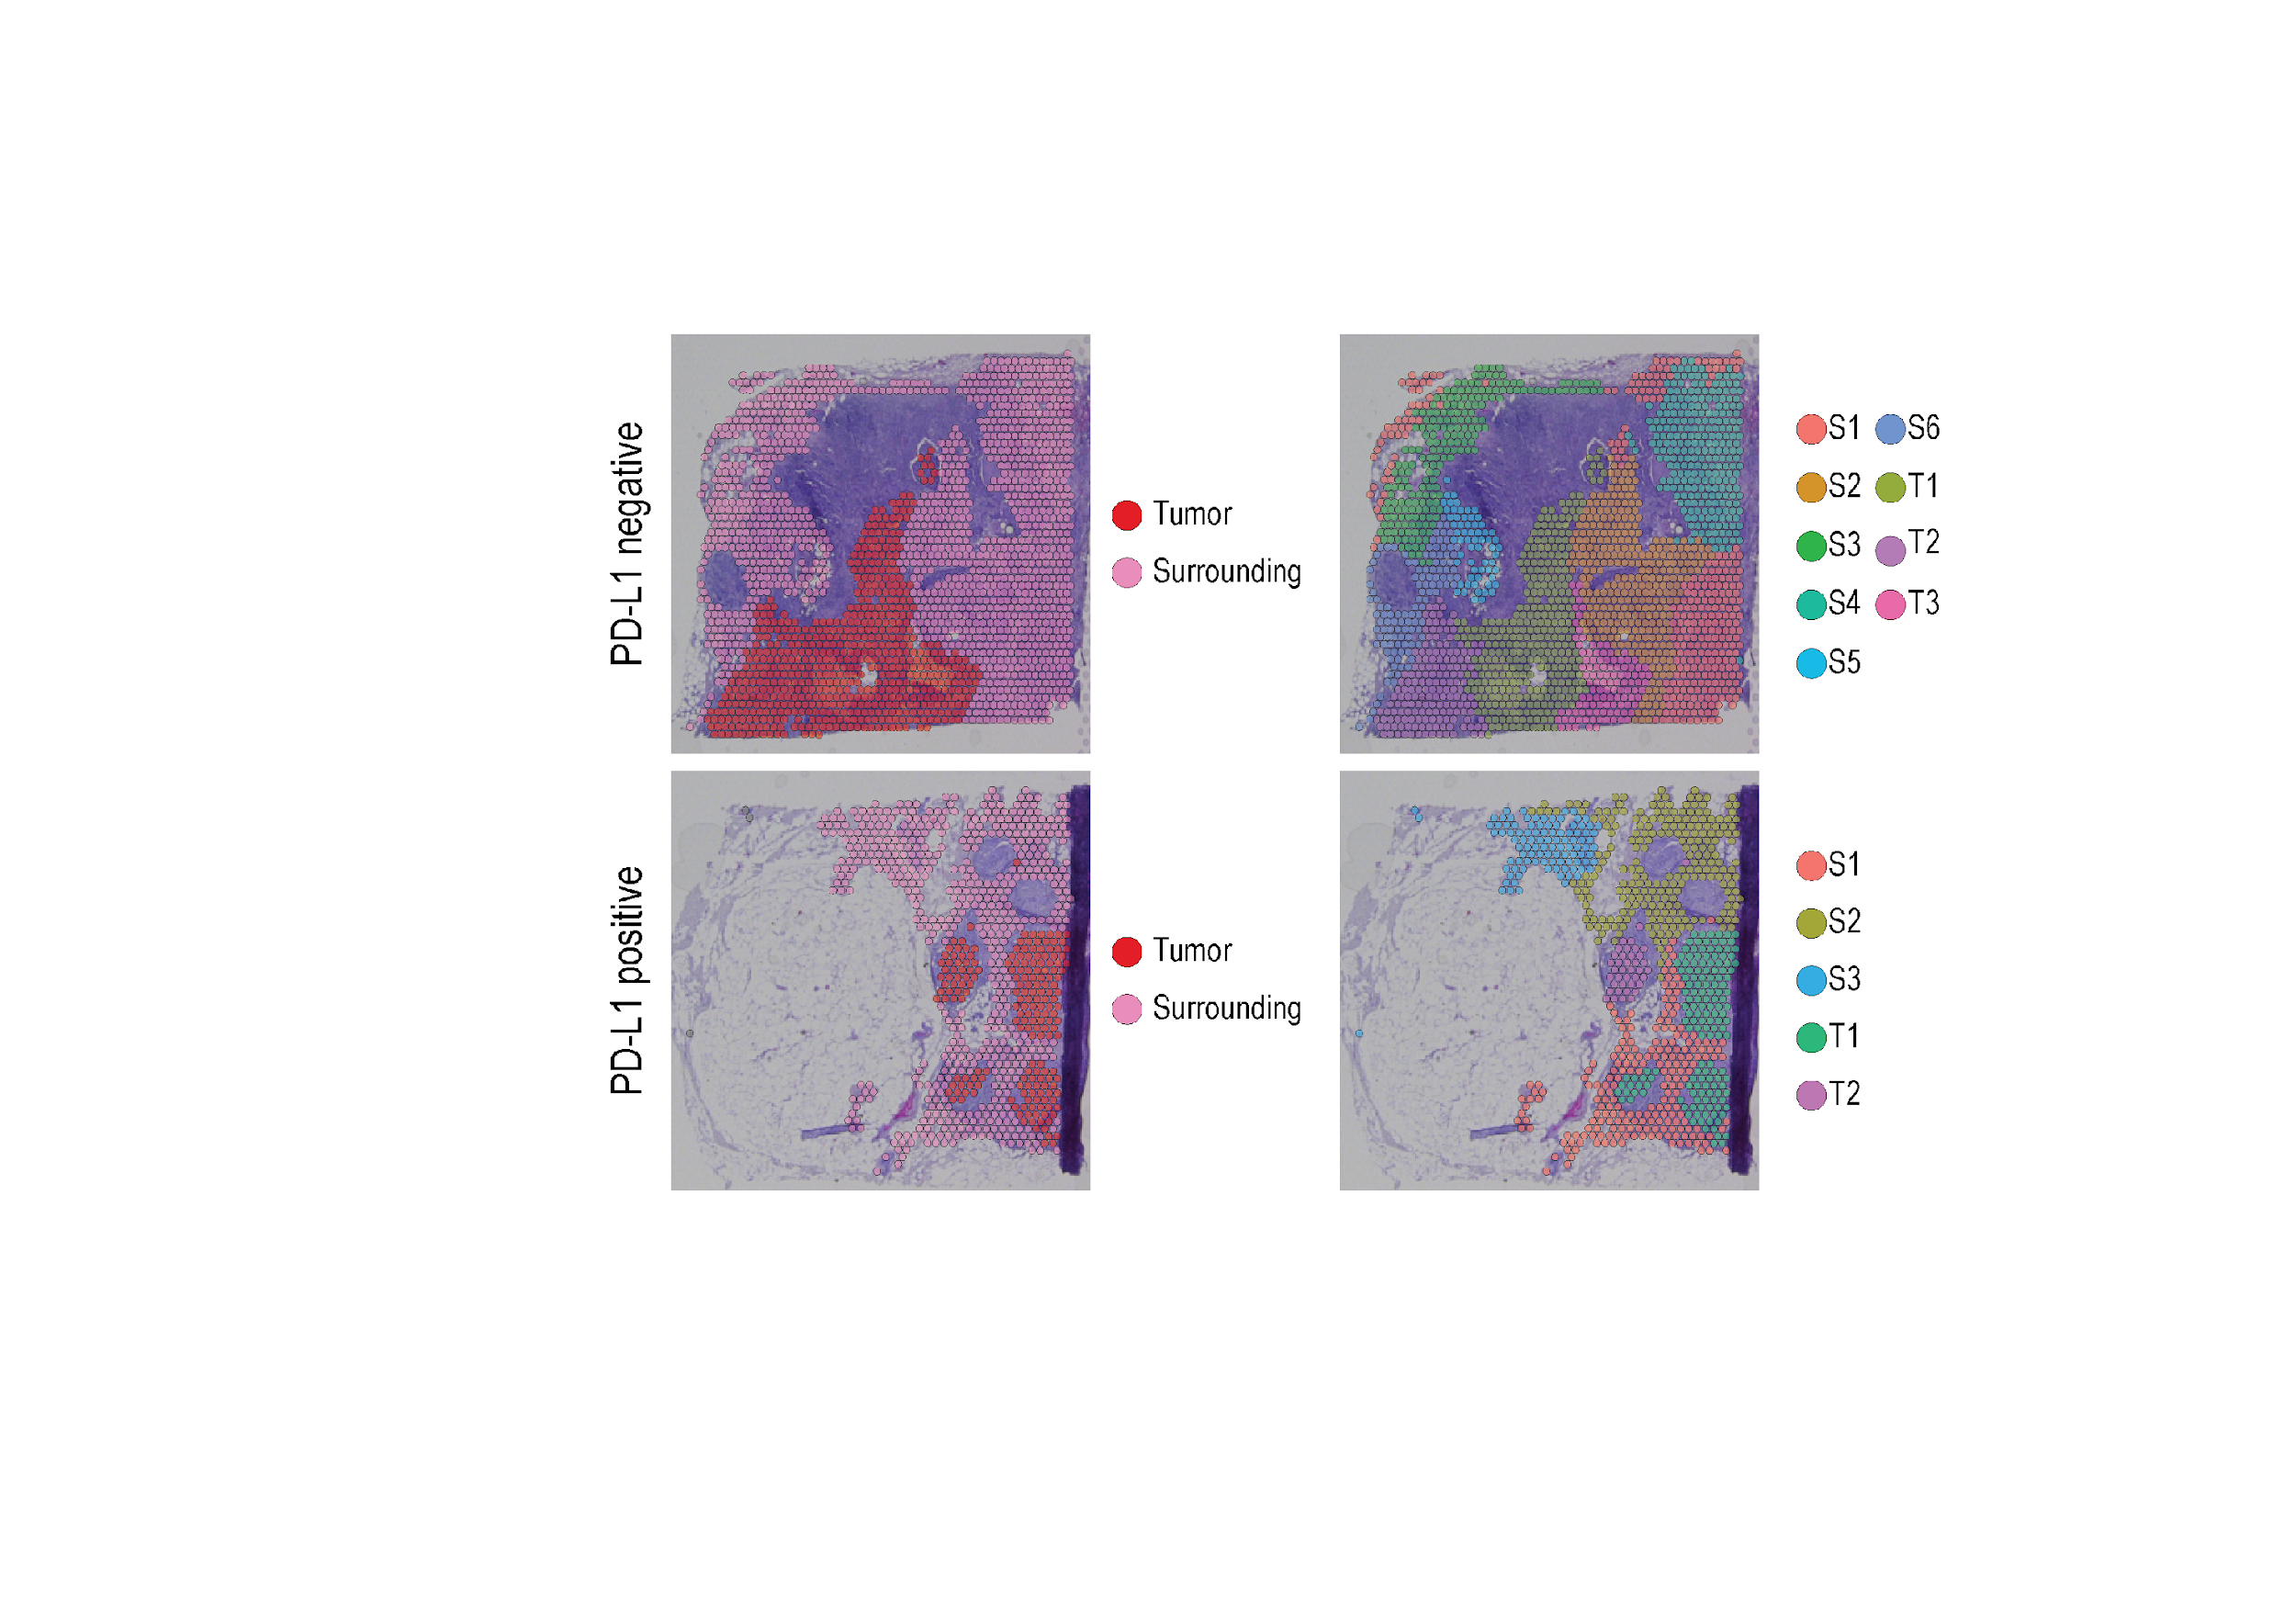 PD-L1 negative
Tumor
Surrounding
S1 S6
S2 T1
S3 T2
S4 T3
S5
PD-L1 positive
Tumor
Surrounding
S1
S2
S3
T1
T2